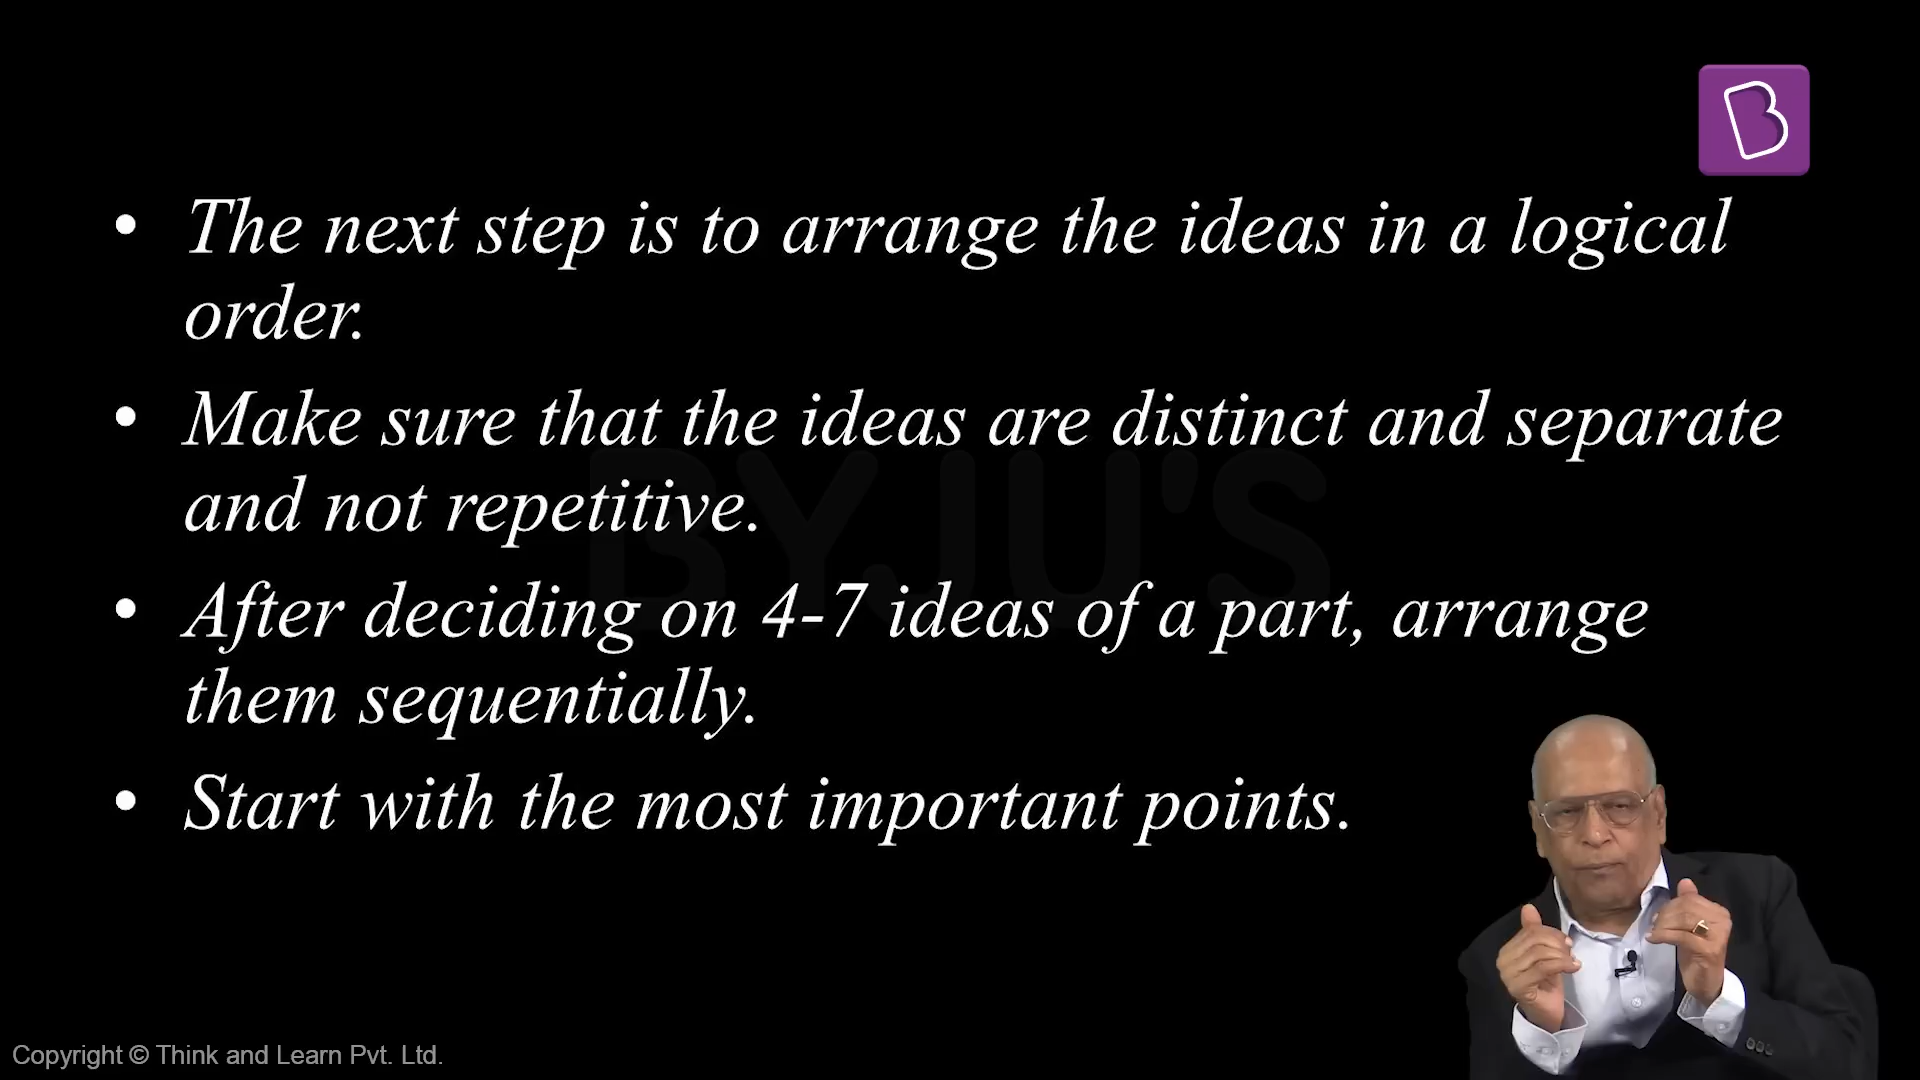 • The next step is to arrange the ideas in a logical
order.
• Make sure that the ideas are distinct and separate
and not repetitive.
BYJU'S
• After deciding on 4-7 ideas of a part, arrange
them sequentially.
• Start with the most important points.
Copyright © Think and Learn Pvt. Ltd.